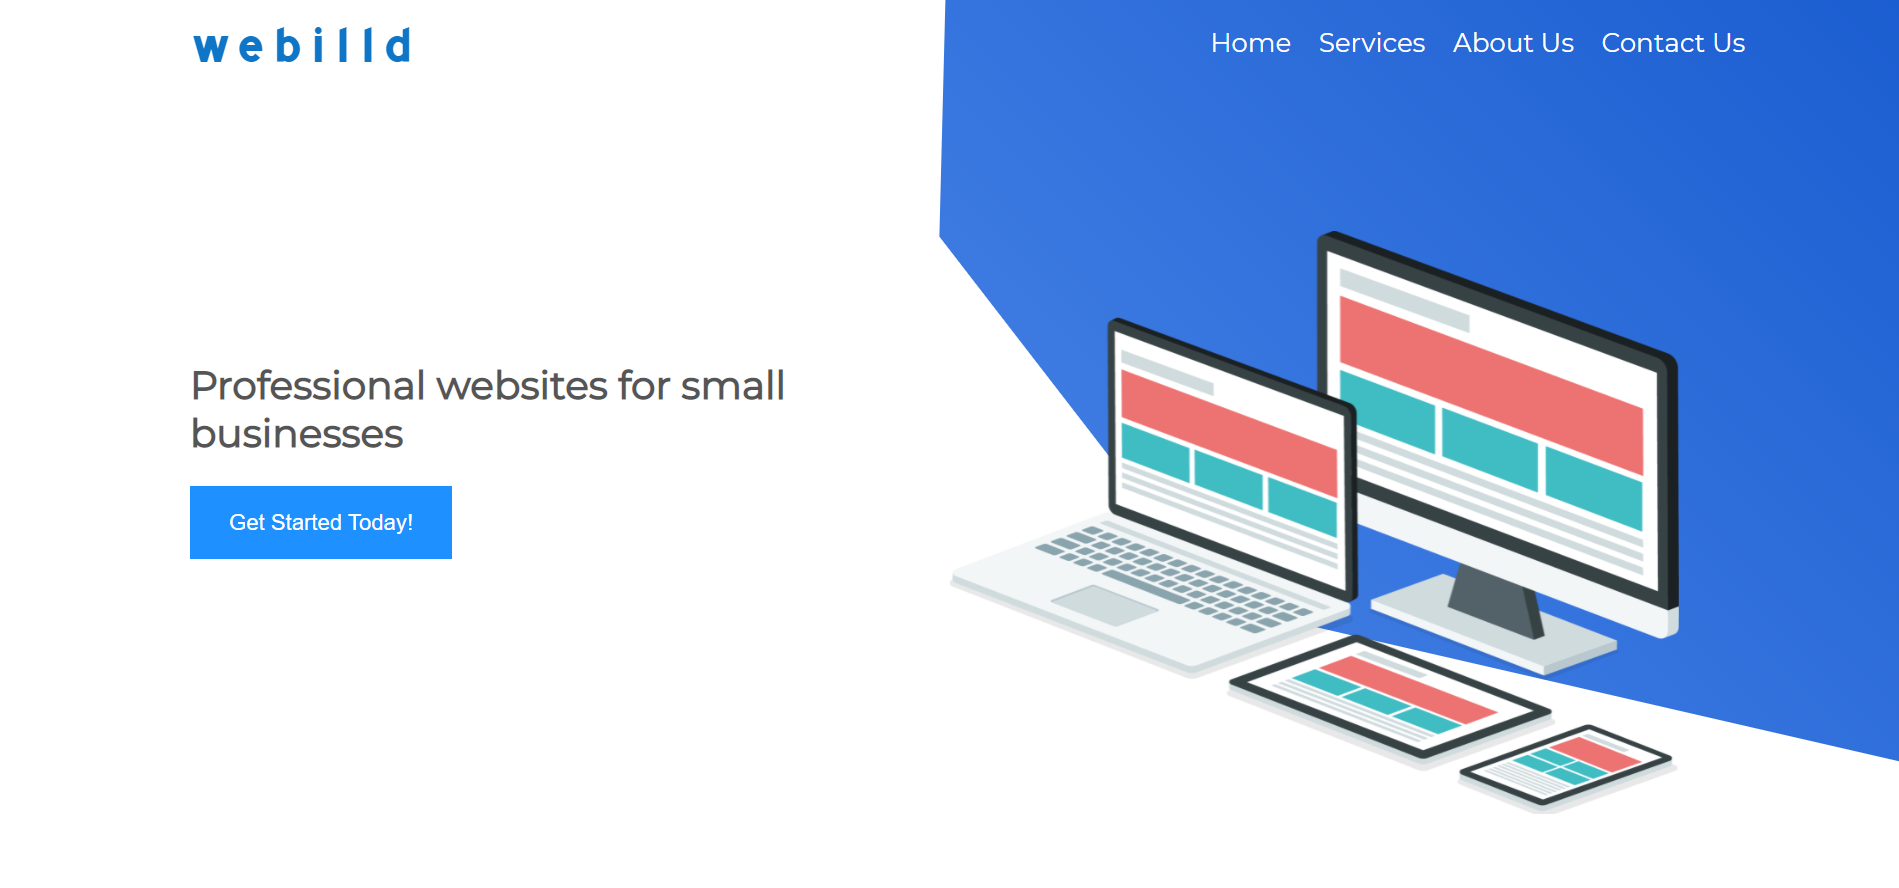 webilld
Home Services About Us Contact Us
Professional websites for small
businesses
Get Started Today!